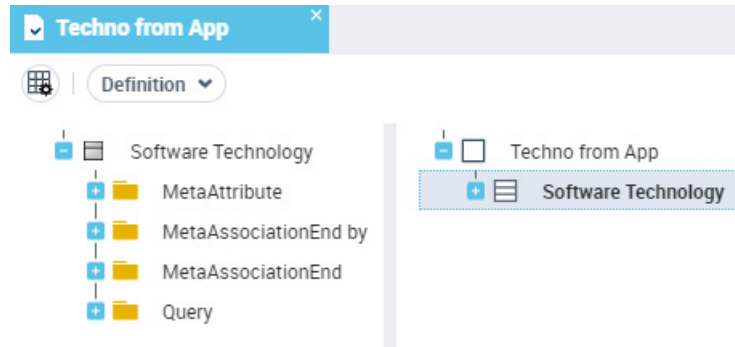 Techno from App
Definition
Software Technology
MetaAttribute
MetaAssociationEnd by
MetaAssociationEnd
Query
Techno from App
Software Technology